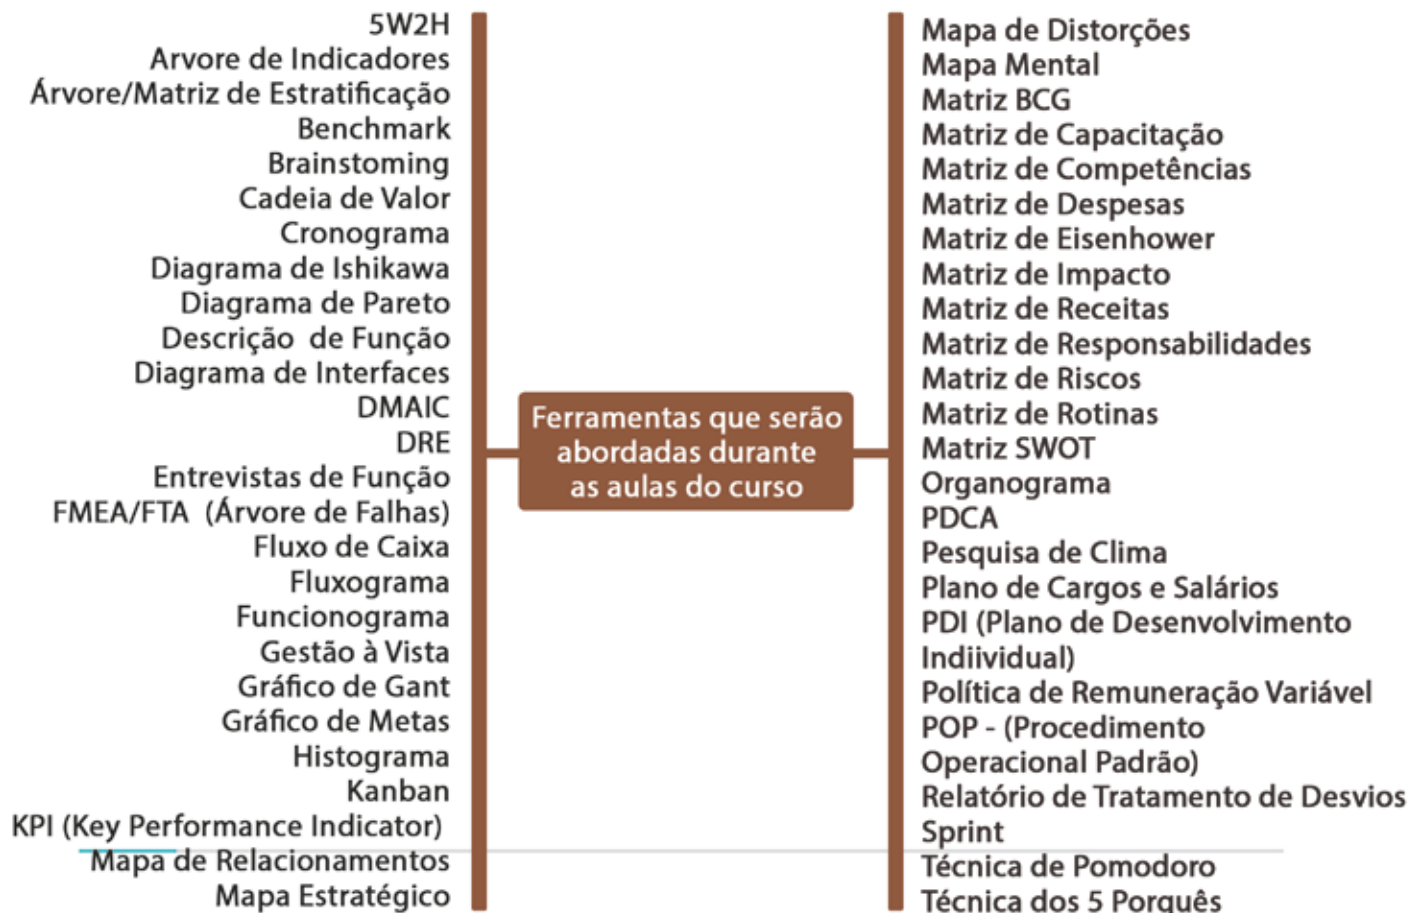 5W2H
Arvore de Indicadores
Árvore/Matriz de Estratificação
Benchmark
Brainstoming
Cadeia de Valor
Cronograma
Diagrama de Ishikawa
Diagrama de Pareto
Descrição  de Função
Diagrama de Interfaces
DMAIC
DRE
Entrevistas de Função
FMEA/FTA  (Árvore de Falhas)
Fluxo de Caixa
Fluxograma
Funcionograma
Gestão à Vista
Gráfico de Gant
Gráfico de Metas
Histograma
Kanban
KPI (Key Performance Indicator)
Mapa de Relacionamentos
Mapa Estratégico
Ferramentas que serão
abordadas durante
as aulas do curso
Mapa de Distorções
Mapa Mental
Matriz BCG
Matriz de Capacitação
Matriz de Competências
Matriz de Despesas
Matriz de Eisenhower
Matriz de Impacto
Matriz de Receitas
Matriz de Responsabilidades
Matriz de Riscos
Matriz de Rotinas
Matriz SWOT
Organograma
PDCA
Pesquisa de Clima
Plano de Cargos e Salários
PDI (Plano de Desenvolvimento
Indiividual)
Política de Remuneração Variável
POP - (Procedimento
Operacional Padrão)
Relatório de Tratamento de Desvios
Sprint
Técnica de Pomodoro
Técnica dos 5 Porquês